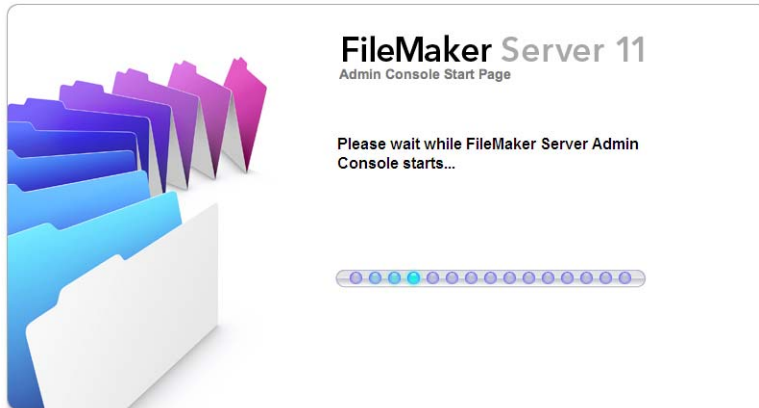 FileMaker Server 11
Admin Console Start Page
Please wait while FileMaker Server Admin
Console starts...